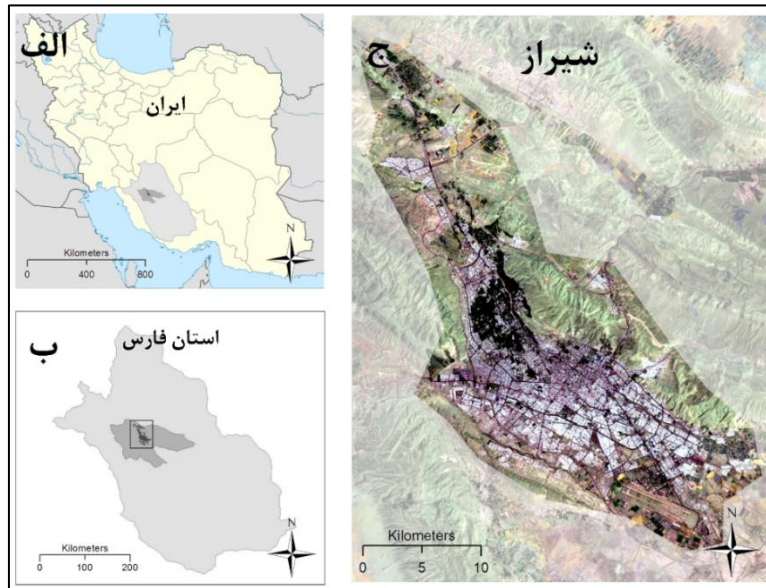 الف
ایران
Kilometers
0 400 800
N
ب
استان فارس
Kilometers
0 100 200
N
ج
شیراز
Kilometers
0 5 10
N